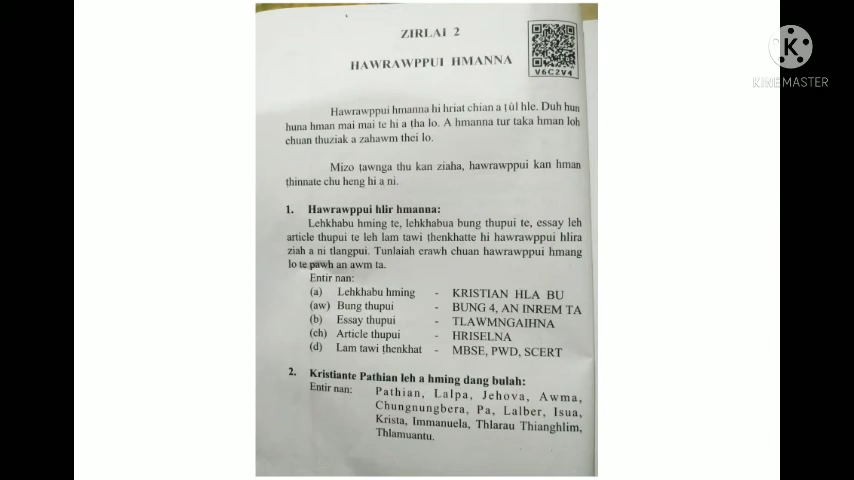 ZIRLAI 2
HAWRAWPPUI HMANNA
V6C2V4
K
KINEMASTER
Hawrawppui hmanna hi hriat chian a ṭûl hle. Duh hun
huna hman mai mai te hi a ṭha lo. A hmanna tur taka hman loh
chuan thuziak a zahawm thei lo.
Mizo ṭawnga thu kan ziaha, hawrawppui kan hman
thinnate chu heng hi a ni.
1. Hawrawppui hlir hmanna:
Lehkhabu hming te, lehkhabua bung thupui te, essay leh
article thupui te leh lam tawi ṭhenkhatte hi hawrawppui hlira
ziah a ni tlangpui. Tunlaiah erawh chuan hawrawppui hmang
lo te pawh an awm ta.
Entir nan:
(a) Lehkhabu hming - KRISTIAN HLA BU
(aw) Bung thupui - BUNG 4, AN INREM TA
(b) Essay thupui - TLAWMNGAIHNA
(ch) Article thupui - HRISELNA
(d) Lam tawi ṭhenkhat - MBSE, PWD, SCERT
2. Kristiante Pathian leh a hming dang bulah:
Entir nan: Pathian, Lalpa, Jehova, Awma,
Chungnungbera, Pa, Lalber, Isua,
Krista, Immanuela, Thlarau Thianghlim,
Thlamuantu.